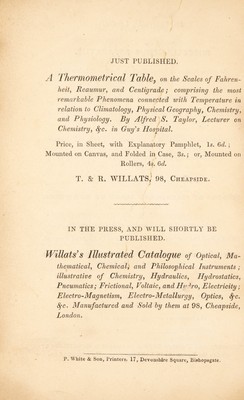 JUST PUBLISHED.
A Thermometrical Table, on the Scales of Fahren-
heit, Reaumur, and Centigrade; comprising the most
remarkable Phenomena connected with Temperature in
relation to Climatology, Physical Geography, Chemistry,
and Physiology. By Alfred S. Taylor, Lecturer on
Chemistry, &c. in Guy's Hospital.
Price, in Sheet, with Explanatory Pamphlet, 1s. 6d.;
Mounted on Canvas, and Folded in Case, 3s.; or, Mounted on
Rollers, 4s. 6d.
T. & R. WILLATS, 98, CHEAPSIDE.
IN THE PRESS, AND WILL SHORTLY BE
PUBLISHED.
Willats's Illustrated Catalogue of Optical, Ma-
thematical, Chemical, and Philosophical Instruments;
illustrative of Chemistry, Hydraulics, Hydrostatics,
Pneumatics; Frictional, Voltaic, and Hydro, Electricity;
Electro-Magnetism, Electro-Metallurgy, Optics, &c.
&c. Manufactured and Sold by them at 98, Cheapside,
London.
P. White & Son, Printers, 17, Devonshire Square, Bishopsgate.